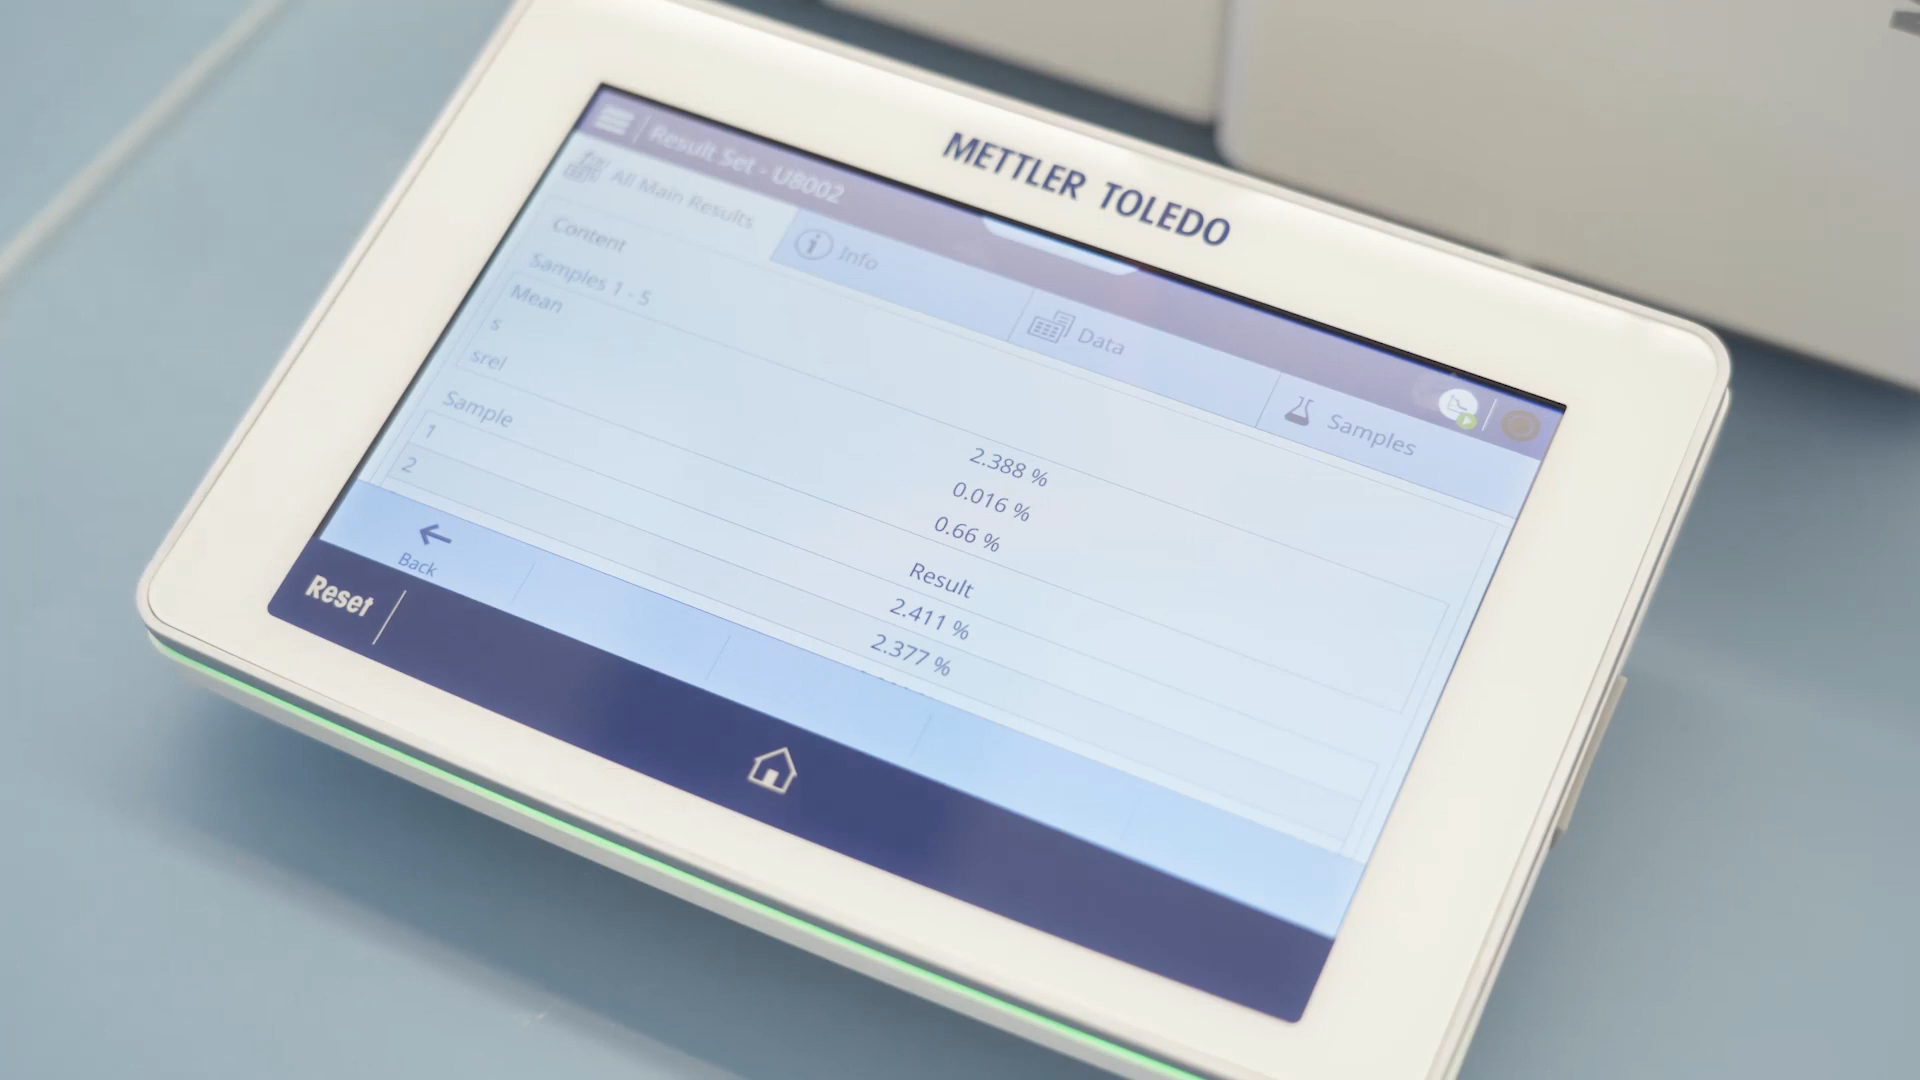 METTLER TOLEDO
Result Set - U8002
All Main Results
Info
Data
Samples
Content
Samples 1 - 5
Mean 2.388 %
s 0.016 %
srel 0.66 %
Sample Result
1 2.411 %
2 2.377 %
Back
Reset